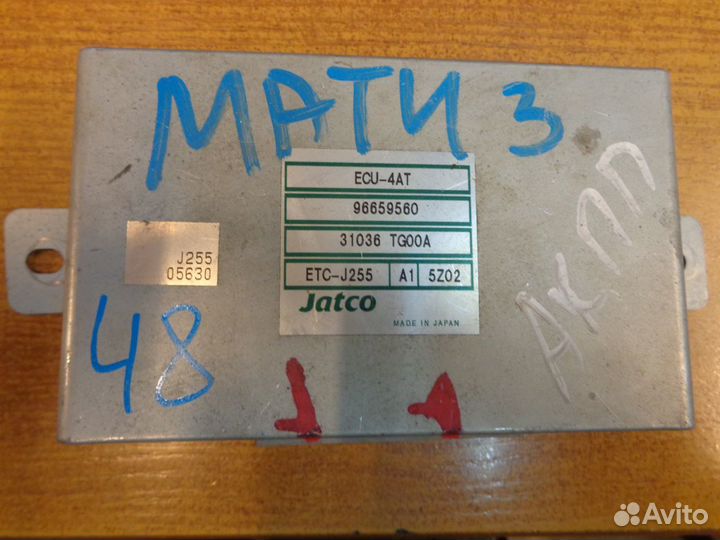 МАТИ З
ECU-4AT
96659560
31036 TG00A
ETC-J255 A1 5Z02
Jatco
MADE IN JAPAN
J255
05630
АКПП
48
Avito